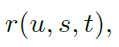 r(u, s, t),